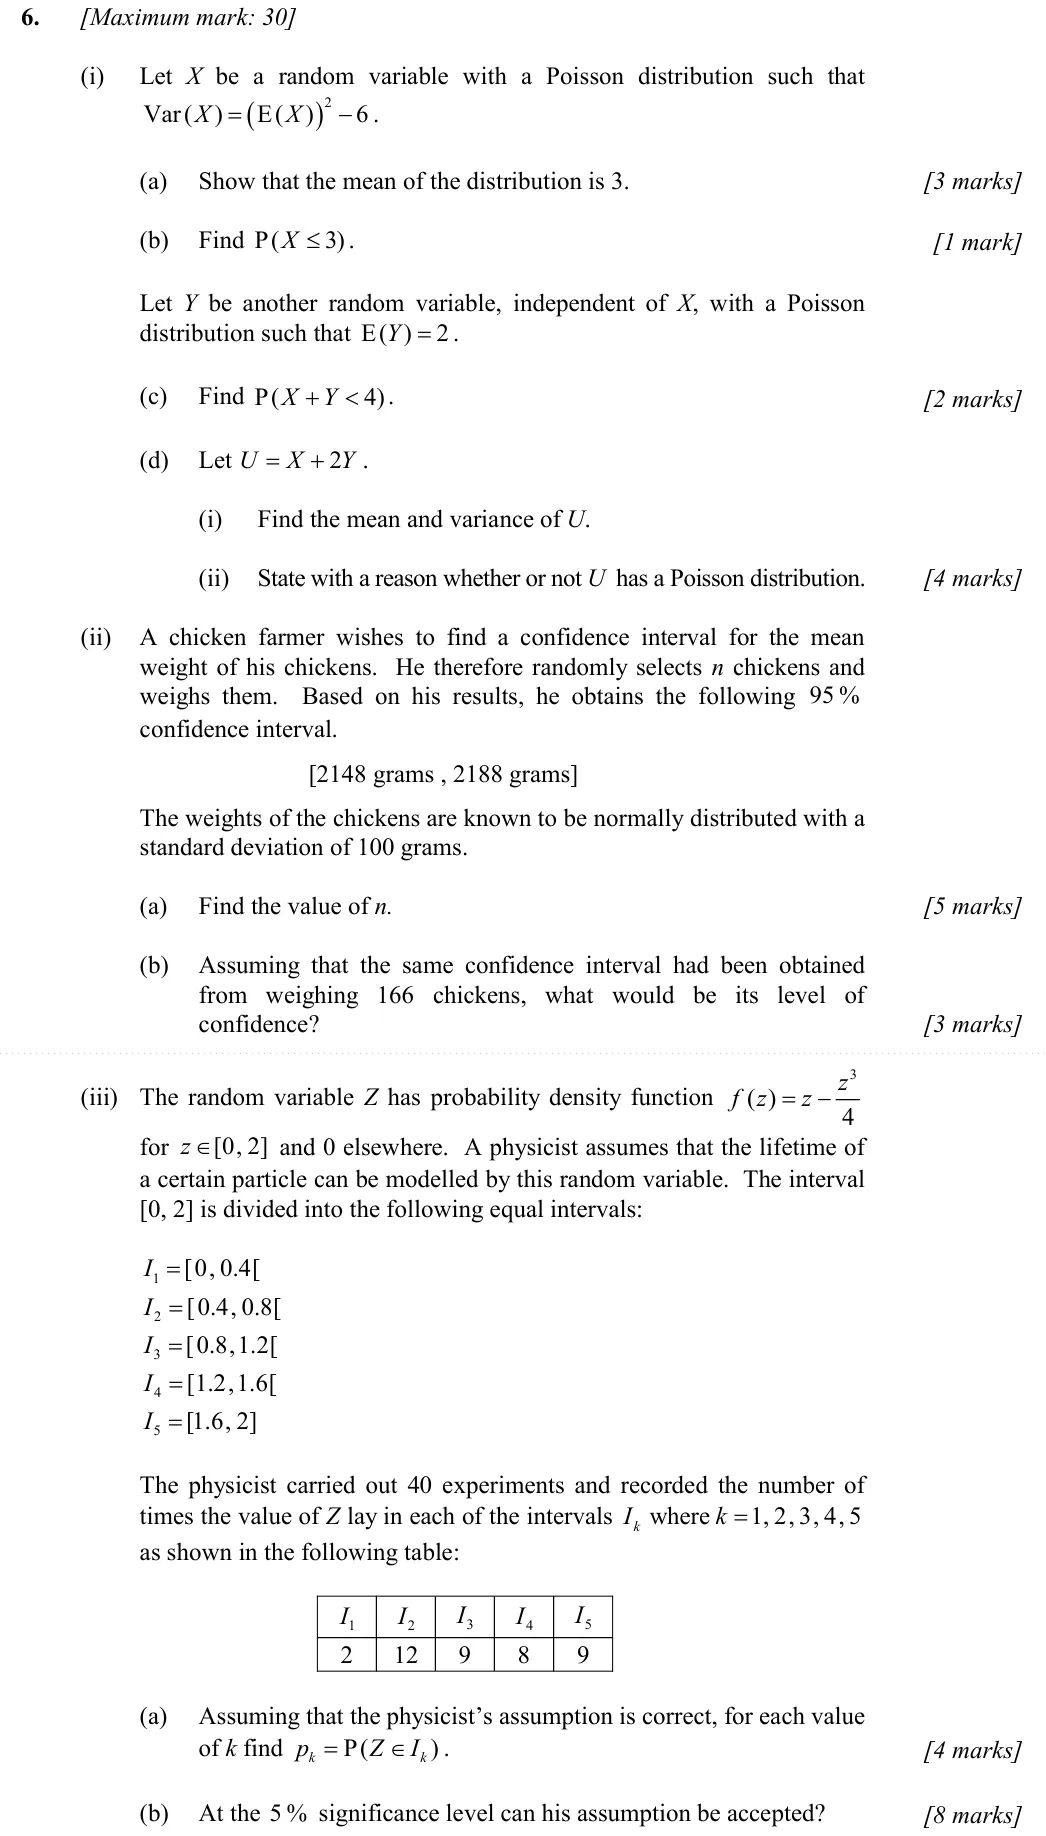 6. [Maximum mark: 30]
(i) Let X be a random variable with a Poisson distribution such that
Var(X) = (E(X))² − 6.
(a) Show that the mean of the distribution is 3. [3 marks]
(b) Find P(X ≤ 3). [1 mark]
Let Y be another random variable, independent of X, with a Poisson
distribution such that E(Y) = 2.
(c) Find P(X + Y < 4). [2 marks]
(d) Let U = X + 2Y.
(i) Find the mean and variance of U.
(ii) State with a reason whether or not U has a Poisson distribution. [4 marks]
(ii) A chicken farmer wishes to find a confidence interval for the mean
weight of his chickens. He therefore randomly selects n chickens and
weighs them. Based on his results, he obtains the following 95 %
confidence interval.
[2148 grams , 2188 grams]
The weights of the chickens are known to be normally distributed with a
standard deviation of 100 grams.
(a) Find the value of n. [5 marks]
(b) Assuming that the same confidence interval had been obtained
from weighing 166 chickens, what would be its level of
confidence? [3 marks]
(iii) The random variable Z has probability density function f(z) = z − z³/4
for z ∈ [0, 2] and 0 elsewhere. A physicist assumes that the lifetime of
a certain particle can be modelled by this random variable. The interval
[0, 2] is divided into the following equal intervals:
I₁ = [0, 0.4[
I₂ = [0.4, 0.8[
I₃ = [0.8, 1.2[
I₄ = [1.2, 1.6[
I₅ = [1.6, 2]
The physicist carried out 40 experiments and recorded the number of
times the value of Z lay in each of the intervals Iₖ where k = 1, 2, 3, 4, 5
as shown in the following table:
I₁ I₂ I₃ I₄ I₅
2 12 9 8 9
(a) Assuming that the physicist's assumption is correct, for each value
of k find pₖ = P(Z ∈ Iₖ). [4 marks]
(b) At the 5 % significance level can his assumption be accepted? [8 marks]